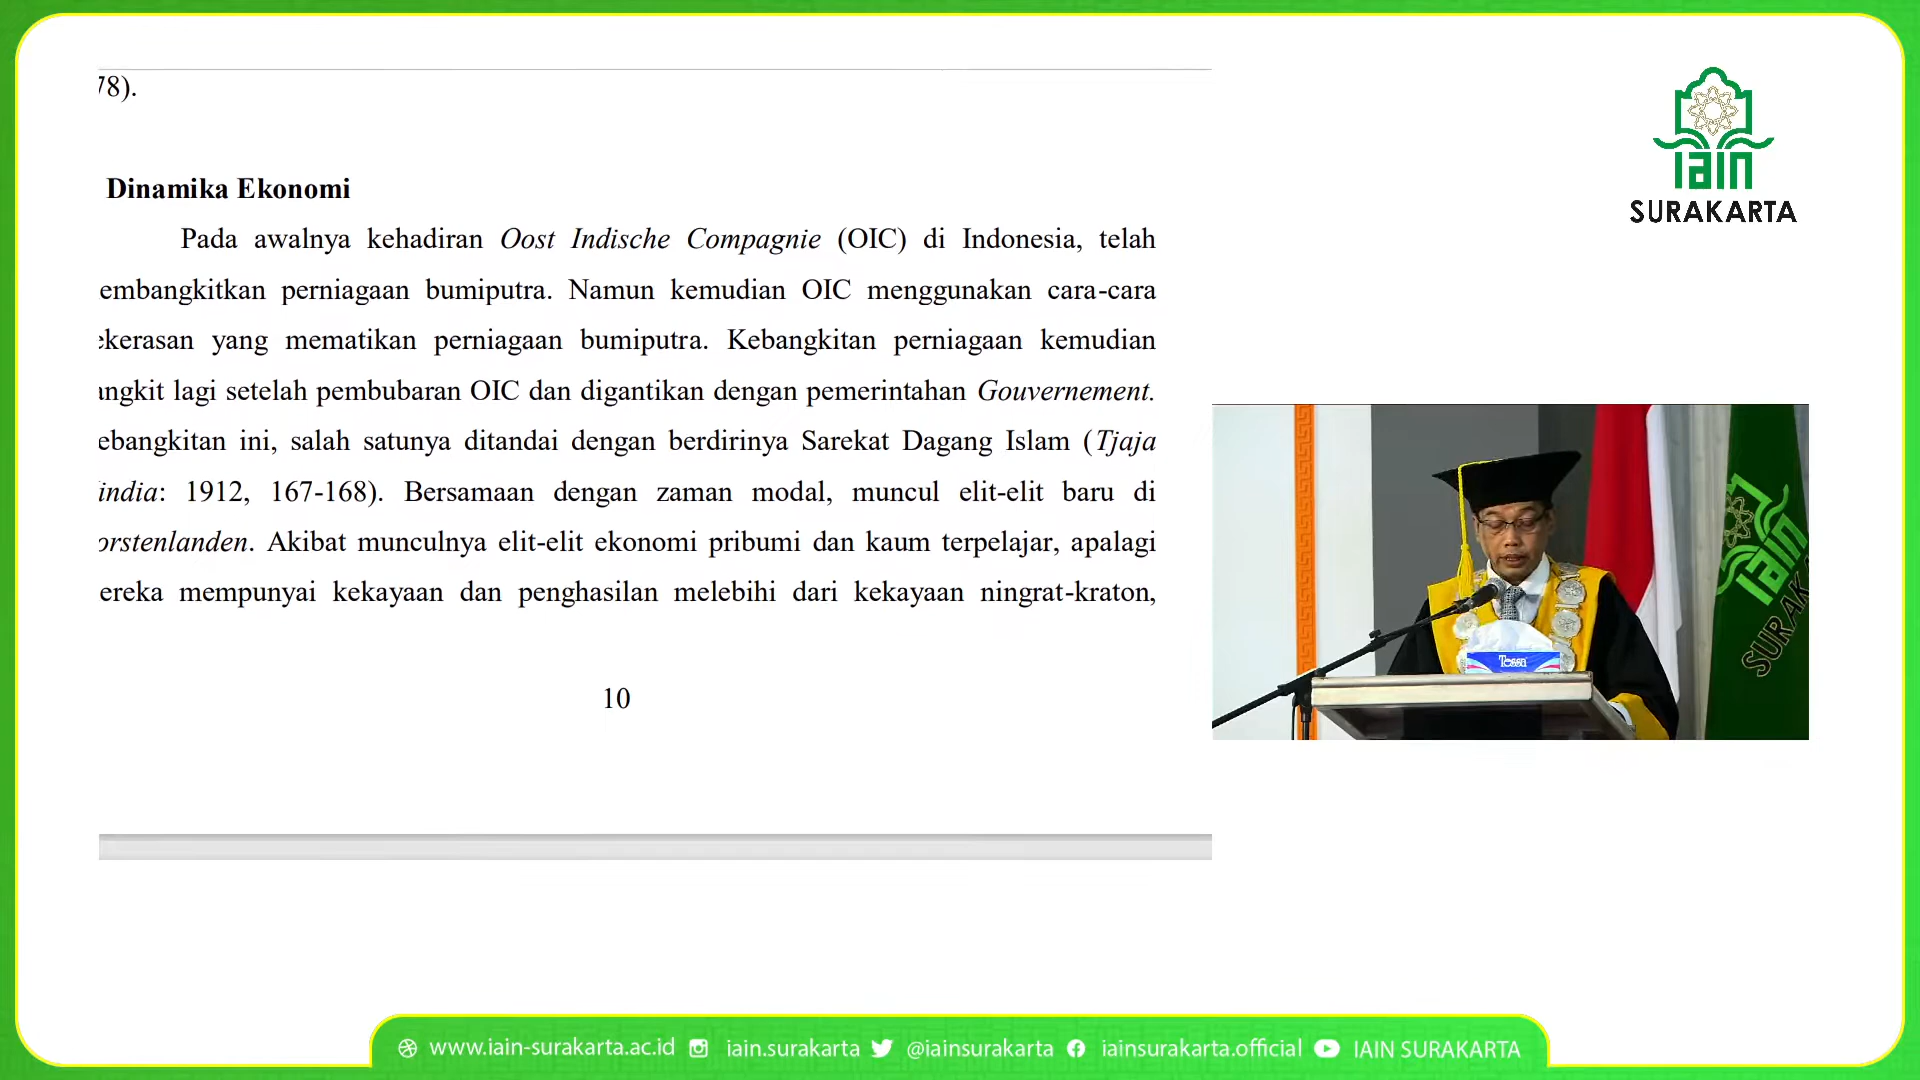 78).
Dinamika Ekonomi
Pada awalnya kehadiran Oost Indische Compagnie (OIC) di Indonesia, telah
embangkitkan perniagaan bumiputra. Namun kemudian OIC menggunakan cara-cara
ekerasan yang mematikan perniagaan bumiputra. Kebangkitan perniagaan kemudian
angkit lagi setelah pembubaran OIC dan digantikan dengan pemerintahan Gouvernement.
ebangkitan ini, salah satunya ditandai dengan berdirinya Sarekat Dagang Islam (Tjaja
india: 1912, 167-168). Bersamaan dengan zaman modal, muncul elit-elit baru di
orstenlanden. Akibat munculnya elit-elit ekonomi pribumi dan kaum terpelajar, apalagi
ereka mempunyai kekayaan dan penghasilan melebihi dari kekayaan ningrat-kraton,
10
iain
SURAKARTA
iain
SURAKA
Tessa
www.iain-surakarta.ac.id iain.surakarta @iainsurakarta iainsurakarta.official IAIN SURAKARTA